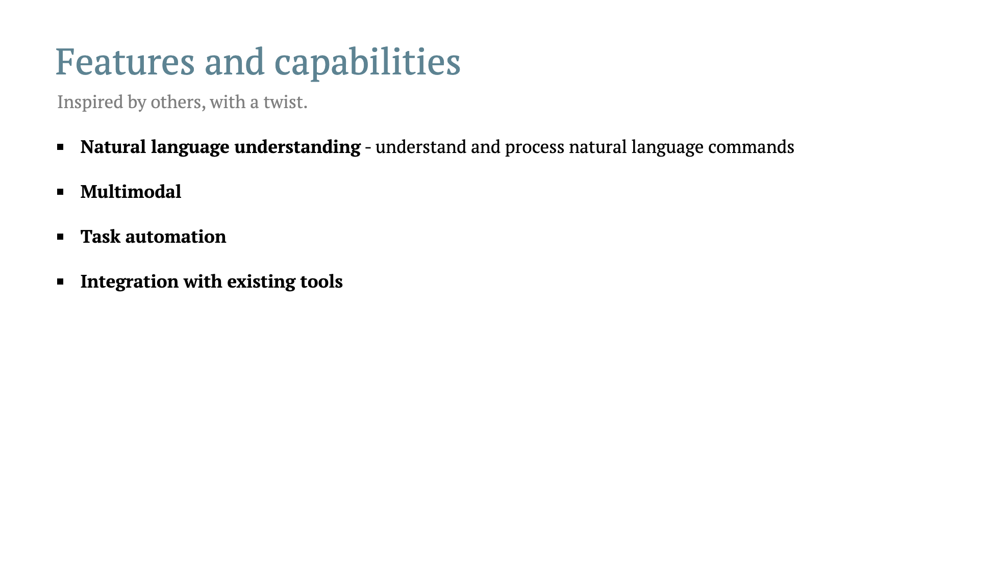 Features and capabilities
Inspired by others, with a twist.
▪ Natural language understanding - understand and process natural language commands
▪ Multimodal
▪ Task automation
▪ Integration with existing tools